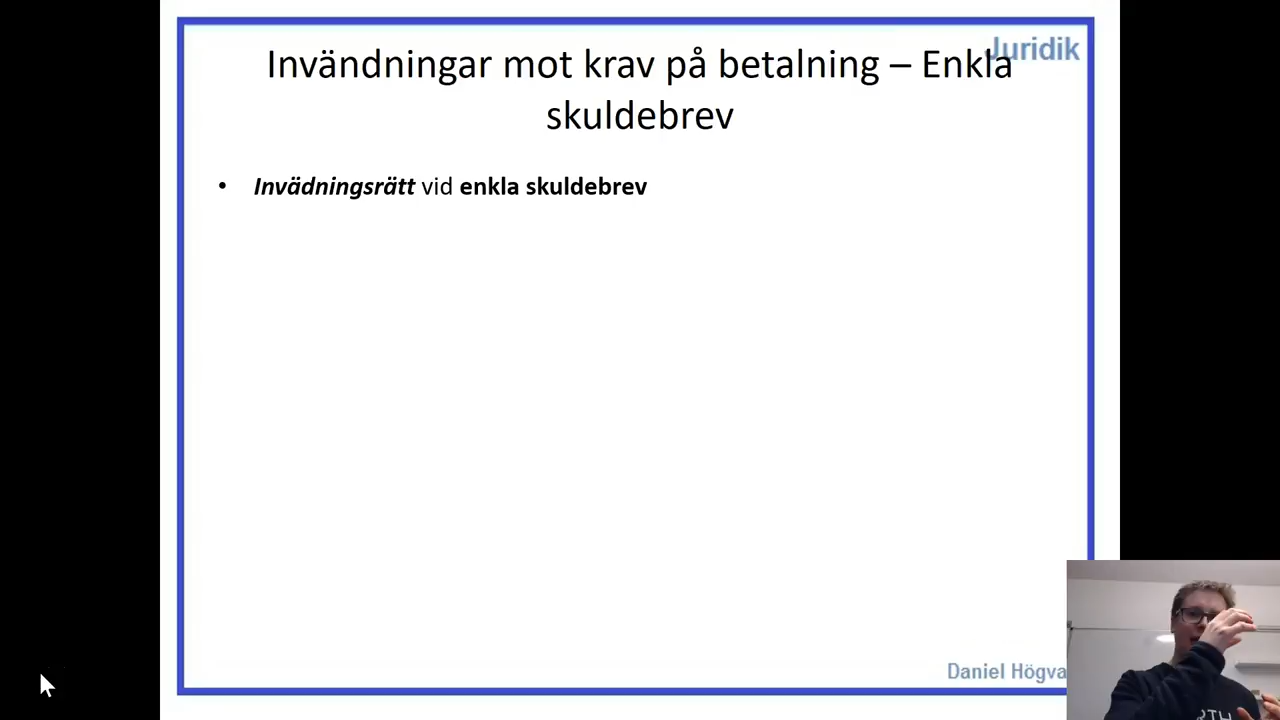 Juridik
Invändningar mot krav på betalning – Enkla
skuldebrev
• Invädningsrätt vid enkla skuldebrev
Daniel Högva